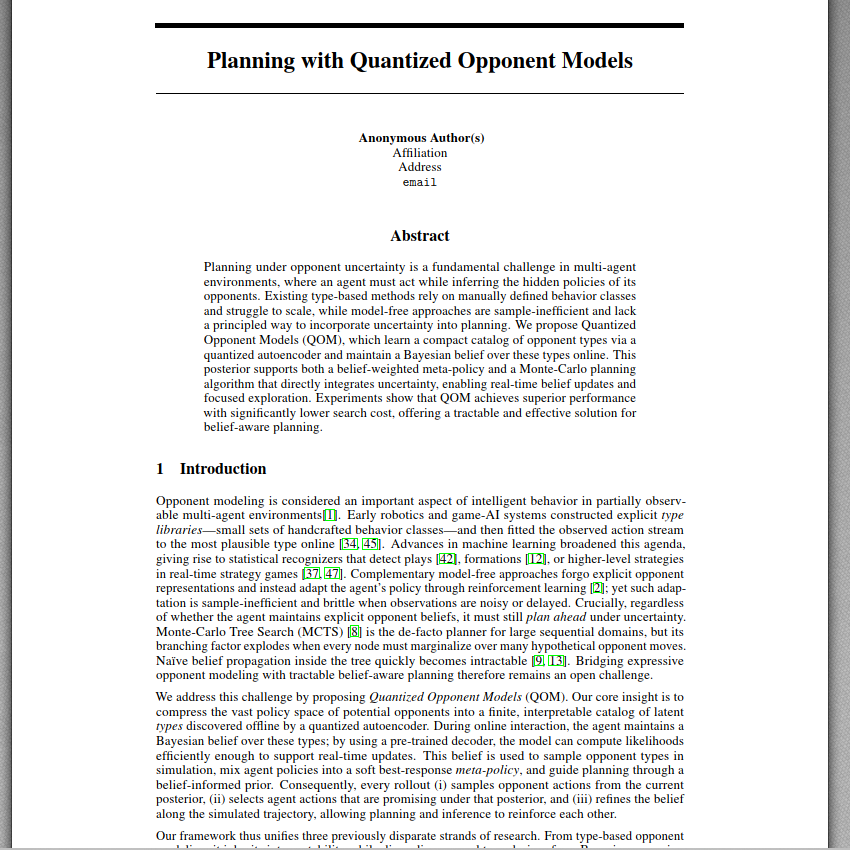 Planning with Quantized Opponent Models
Anonymous Author(s)
Affiliation
Address
email
Abstract
Planning under opponent uncertainty is a fundamental challenge in multi-agent
environments, where an agent must act while inferring the hidden policies of its
opponents. Existing type-based methods rely on manually defined behavior classes
and struggle to scale, while model-free approaches are sample-inefficient and lack
a principled way to incorporate uncertainty into planning. We propose Quantized
Opponent Models (QOM), which learn a compact catalog of opponent types via a
quantized autoencoder and maintain a Bayesian belief over these types online. This
posterior supports both a belief-weighted meta-policy and a Monte-Carlo planning
algorithm that directly integrates uncertainty, enabling real-time belief updates and
focused exploration. Experiments show that QOM achieves superior performance
with significantly lower search cost, offering a tractable and effective solution for
belief-aware planning.
1 Introduction
Opponent modeling is considered an important aspect of intelligent behavior in partially observ-
able multi-agent environments[1]. Early robotics and game-AI systems constructed explicit type
libraries—small sets of handcrafted behavior classes—and then fitted the observed action stream
to the most plausible type online [34, 45]. Advances in machine learning broadened this agenda,
giving rise to statistical recognizers that detect plays [42], formations [12], or higher-level strategies
in real-time strategy games [37, 47]. Complementary model-free approaches forgo explicit opponent
representations and instead adapt the agent's policy through reinforcement learning [2]; yet such adap-
tation is sample-inefficient and brittle when observations are noisy or delayed. Crucially, regardless
of whether the agent maintains explicit opponent beliefs, it must still plan ahead under uncertainty.
Monte-Carlo Tree Search (MCTS) [8] is the de-facto planner for large sequential domains, but its
branching factor explodes when every node must marginalize over many hypothetical opponent moves.
Naïve belief propagation inside the tree quickly becomes intractable [9, 13]. Bridging expressive
opponent modeling with tractable belief-aware planning therefore remains an open challenge.
We address this challenge by proposing Quantized Opponent Models (QOM). Our core insight is to
compress the vast policy space of potential opponents into a finite, interpretable catalog of latent
types discovered offline by a quantized autoencoder. During online interaction, the agent maintains a
Bayesian belief over these types; by using a pre-trained decoder, the model can compute likelihoods
efficiently enough to support real-time updates. This belief is used to sample opponent types in
simulation, mix agent policies into a soft best-response meta-policy, and guide planning through a
belief-informed prior. Consequently, every rollout (i) samples opponent actions from the current
posterior, (ii) selects agent actions that are promising under that posterior, and (iii) refines the belief
along the simulated trajectory, allowing planning and inference to reinforce each other.
Our framework thus unifies three previously disparate strands of research. From type-based opponent